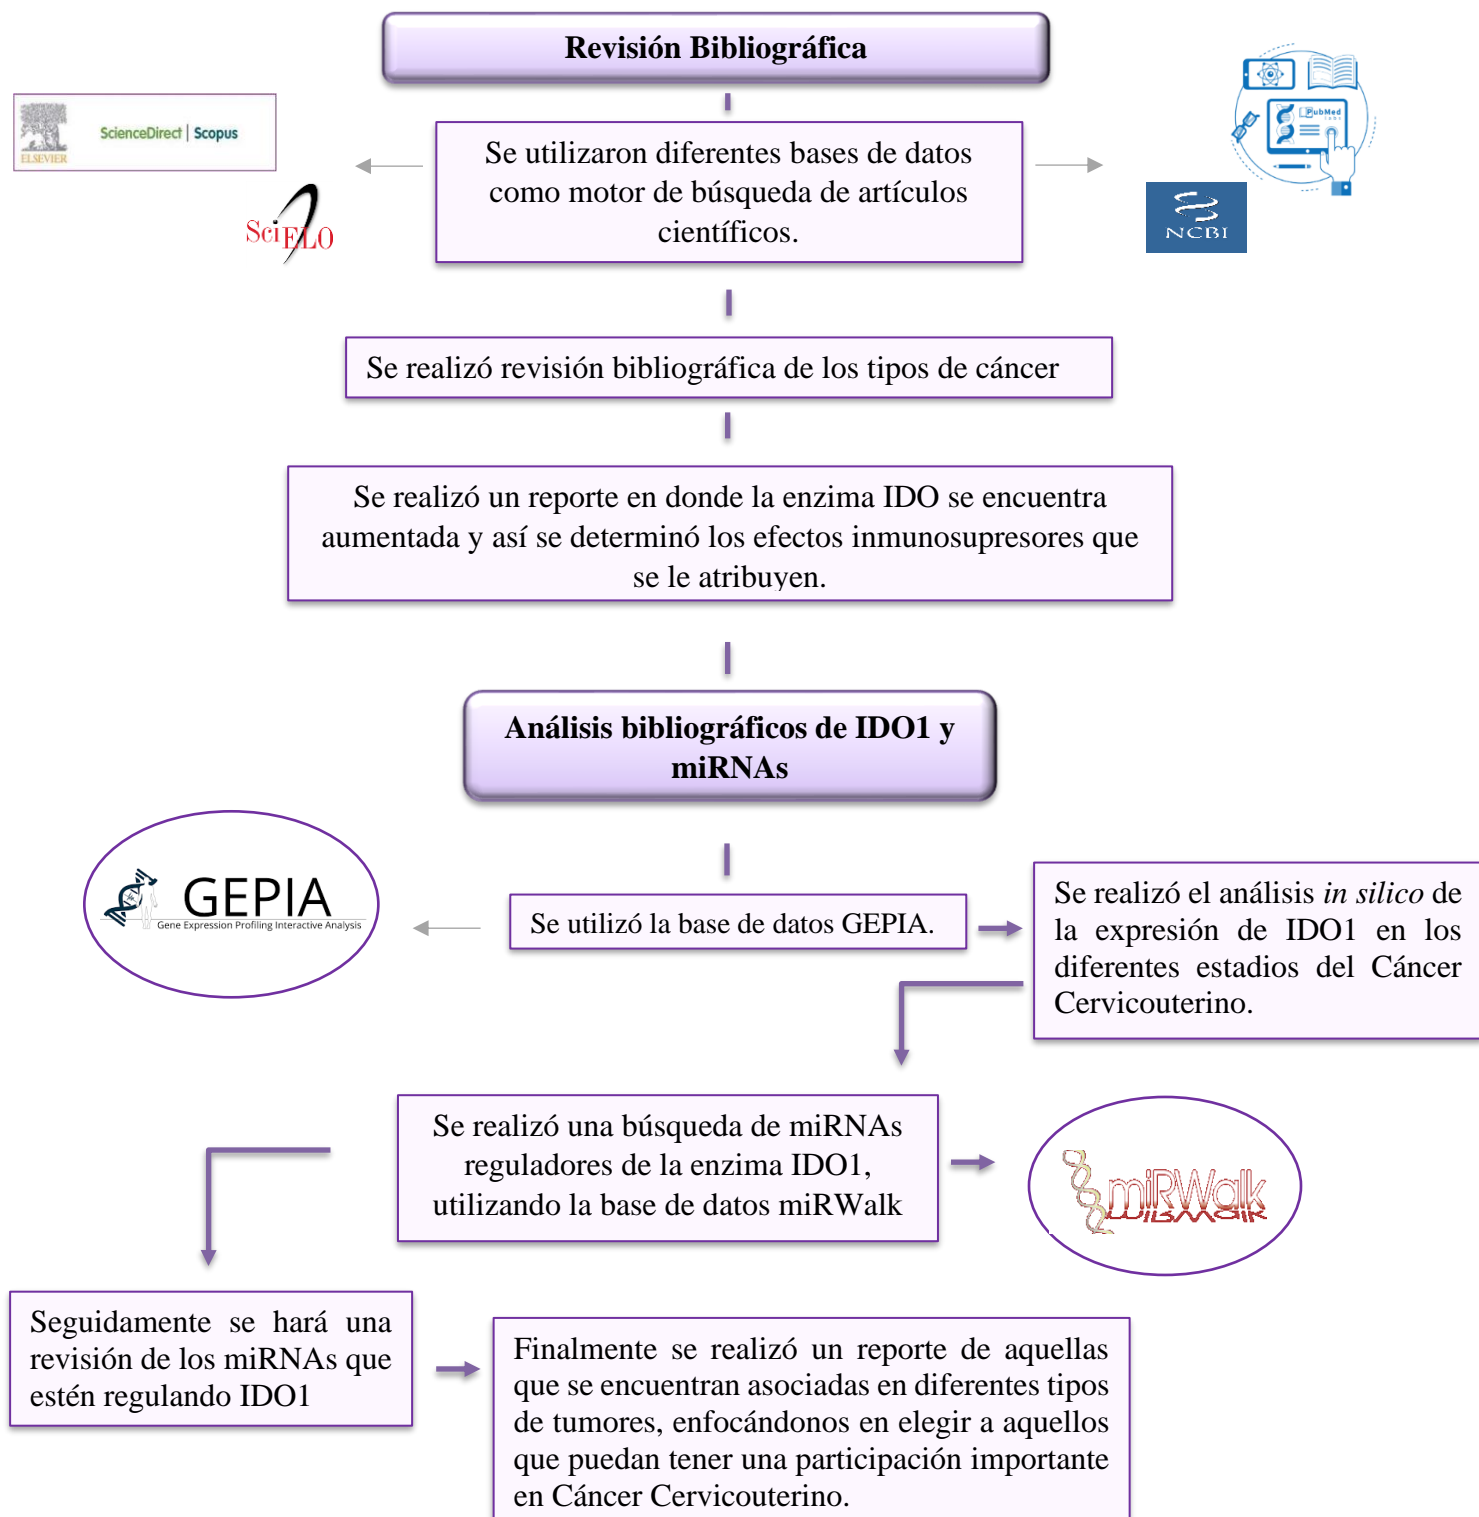 Revisión Bibliográfica
ELSEVIER
ScienceDirect | Scopus
SciELO
Se utilizaron diferentes bases de datos
como motor de búsqueda de artículos
científicos.
PubMed
LABS
NCBI
Se realizó revisión bibliográfica de los tipos de cáncer
Se realizó un reporte en donde la enzima IDO se encuentra
aumentada y así se determinó los efectos inmunosupresores que
se le atribuyen.
Análisis bibliográficos de IDO1 y
miRNAs
GEPIA
Gene Expression Profiling Interactive Analysis
Se utilizó la base de datos GEPIA.
Se realizó el análisis in silico de
la expresión de IDO1 en los
diferentes estadios del Cáncer
Cervicouterino.
Se realizó una búsqueda de miRNAs
reguladores de la enzima IDO1,
utilizando la base de datos miRWalk
miRWalk
Seguidamente se hará una
revisión de los miRNAs que
estén regulando IDO1
Finalmente se realizó un reporte de aquellas
que se encuentran asociadas en diferentes tipos
de tumores, enfocándonos en elegir a aquellos
que puedan tener una participación importante
en Cáncer Cervicouterino.